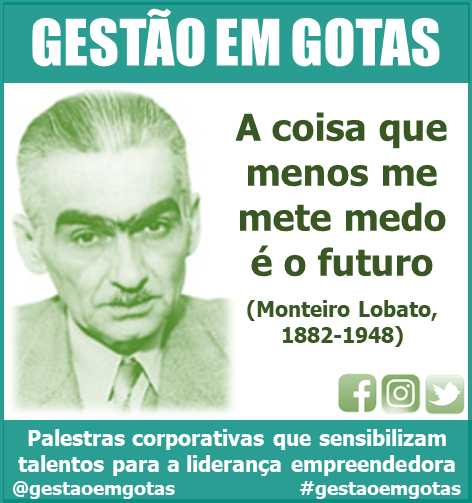 GESTÃO EM GOTAS
A coisa que
menos me
mete medo
é o futuro
(Monteiro Lobato,
1882-1948)
Palestras corporativas que sensibilizam
talentos para a liderança empreendedora
@gestaoemgotas #gestaoemgotas